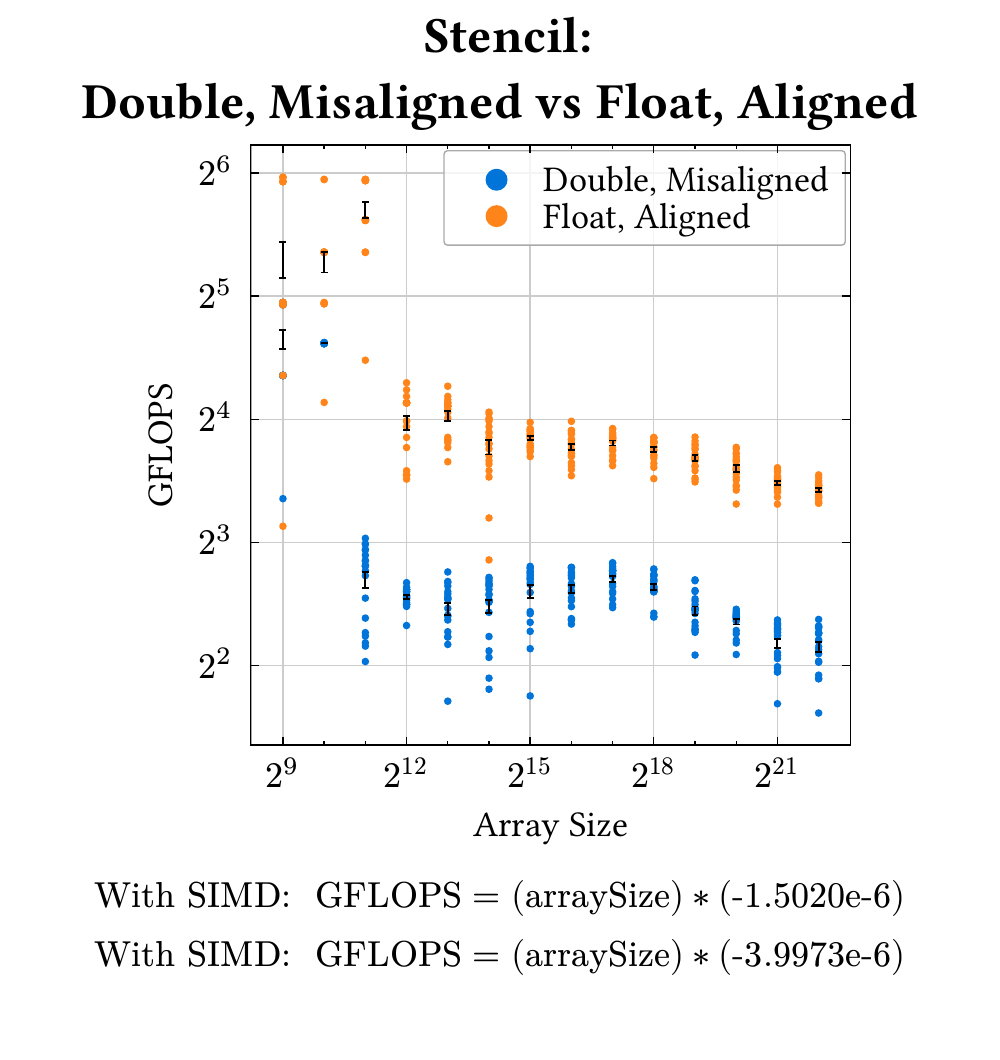 Stencil:
Double, Misaligned vs Float, Aligned
Double, Misaligned
Float, Aligned
2^6
2^5
2^4
2^3
2^2
GFLOPS
2^9 2^12 2^15 2^18 2^21
Array Size
With SIMD: GFLOPS = (arraySize) ∗ (-1.5020e-6)
With SIMD: GFLOPS = (arraySize) ∗ (-3.9973e-6)